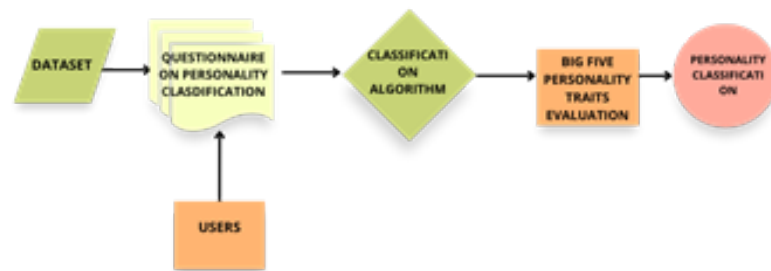 DATASET
QUESTIONNAIRE
ON PERSONALITY
CLASDIFICATION
CLASSIFICATI
ON
ALGORITHM
BIG FIVE
PERSONALITY
TRAITS
EVALUATION
PERSONALITY
CLASSIFICATI
ON
USERS